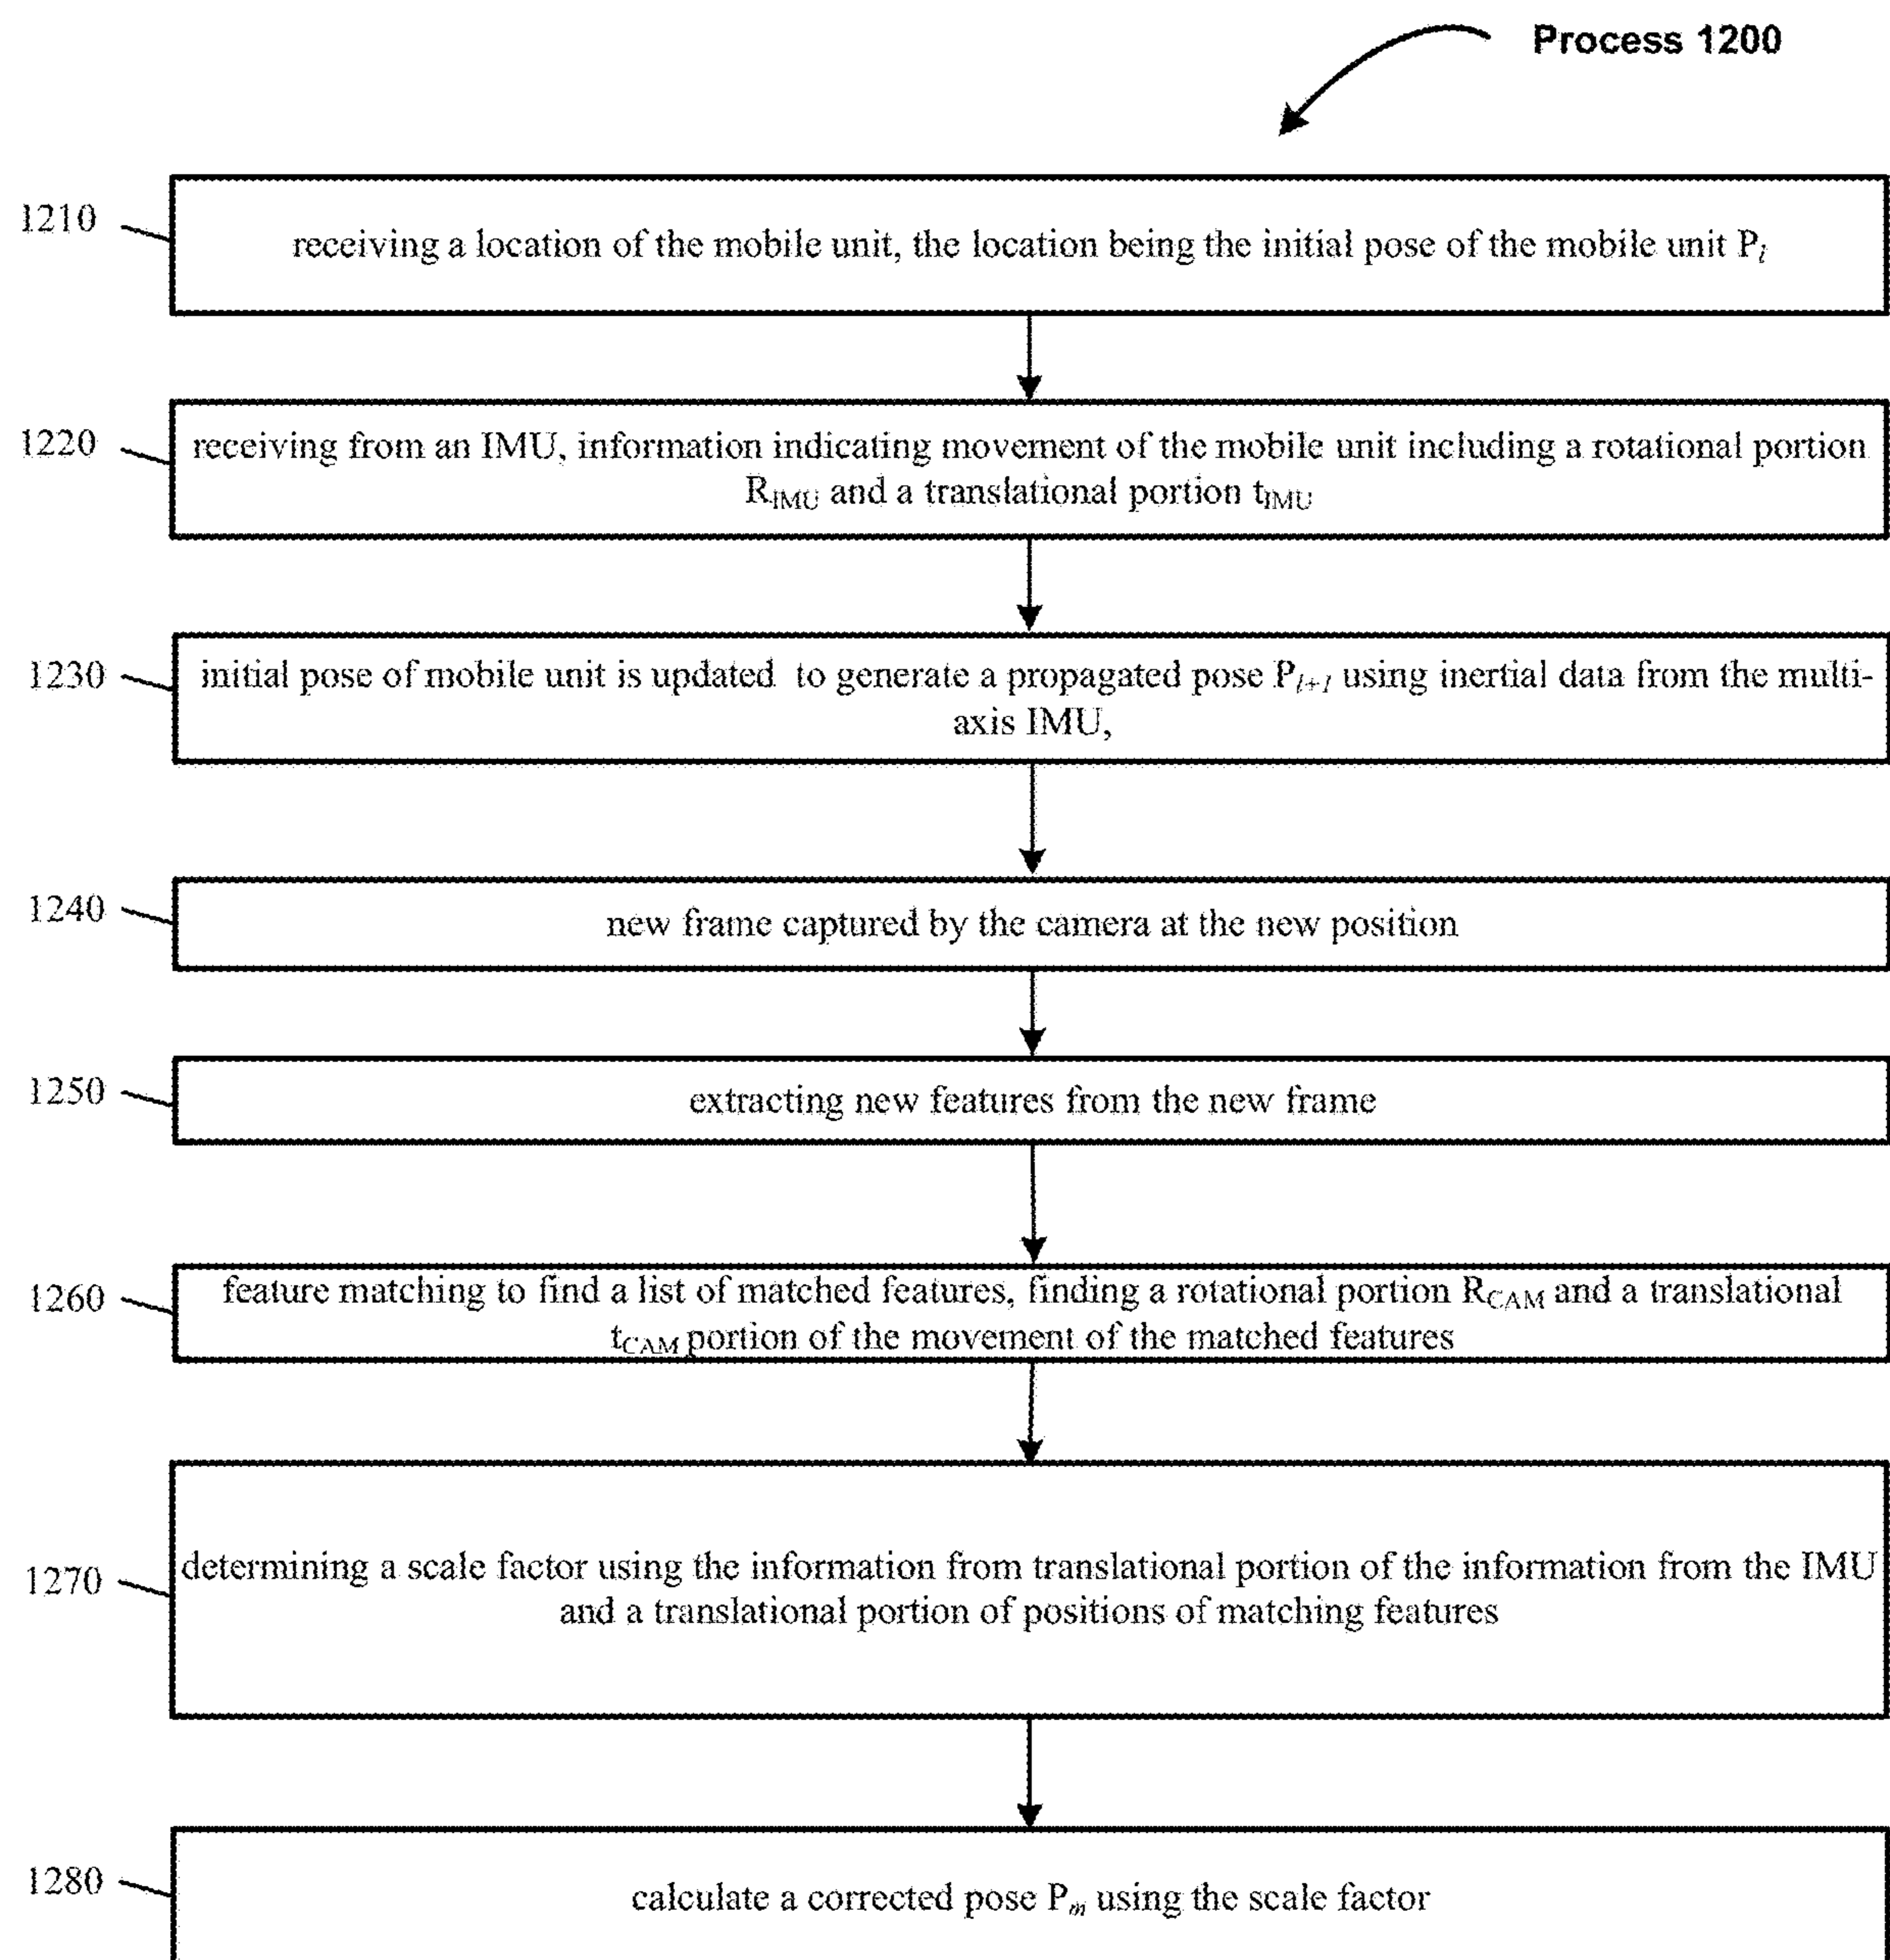 Process 1200
1210
receiving a location of the mobile unit, the location being the initial pose of the mobile unit Pl
1220
receiving from an IMU, information indicating movement of the mobile unit including a rotational portion
RIMU and a translational portion tIMU
1230
initial pose of mobile unit is updated to generate a propagated pose Pl+1 using inertial data from the multi-
axis IMU,
1240
new frame captured by the camera at the new position
1250
extracting new features from the new frame
1260
feature matching to find a list of matched features, finding a rotational portion RCAM and a translational
tCAM portion of the movement of the matched features
1270
determining a scale factor using the information from translational portion of the information from the IMU
and a translational portion of positions of matching features
1280
calculate a corrected pose Pm using the scale factor